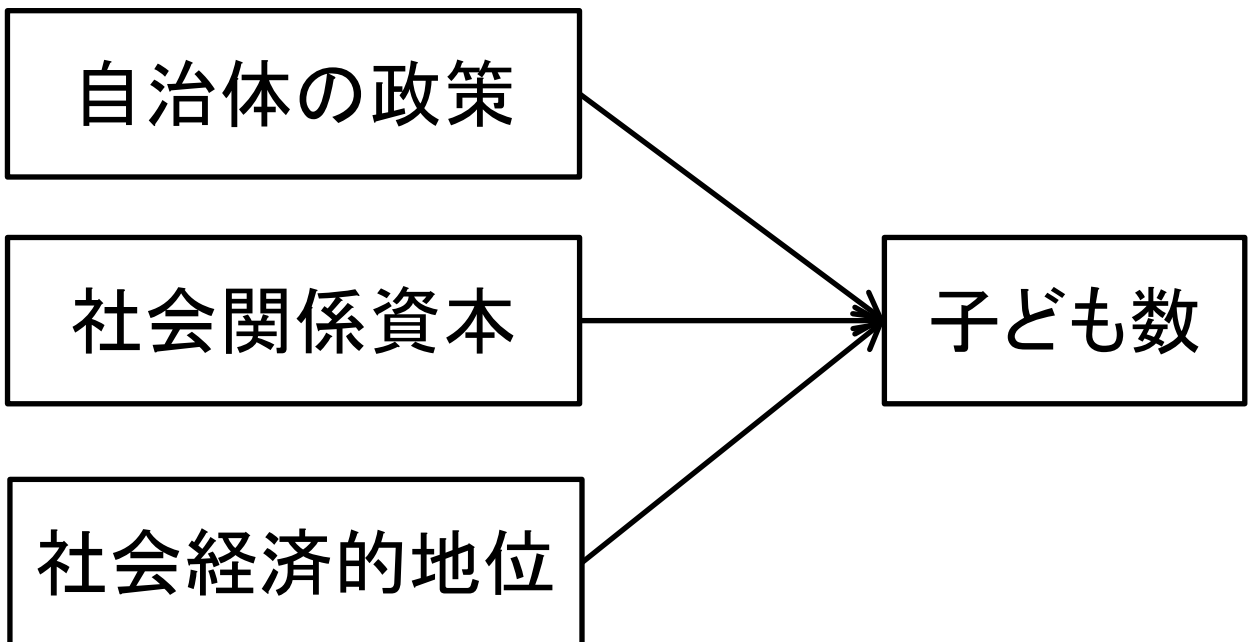 自治体の政策
社会関係資本
子ども数
社会経済的地位